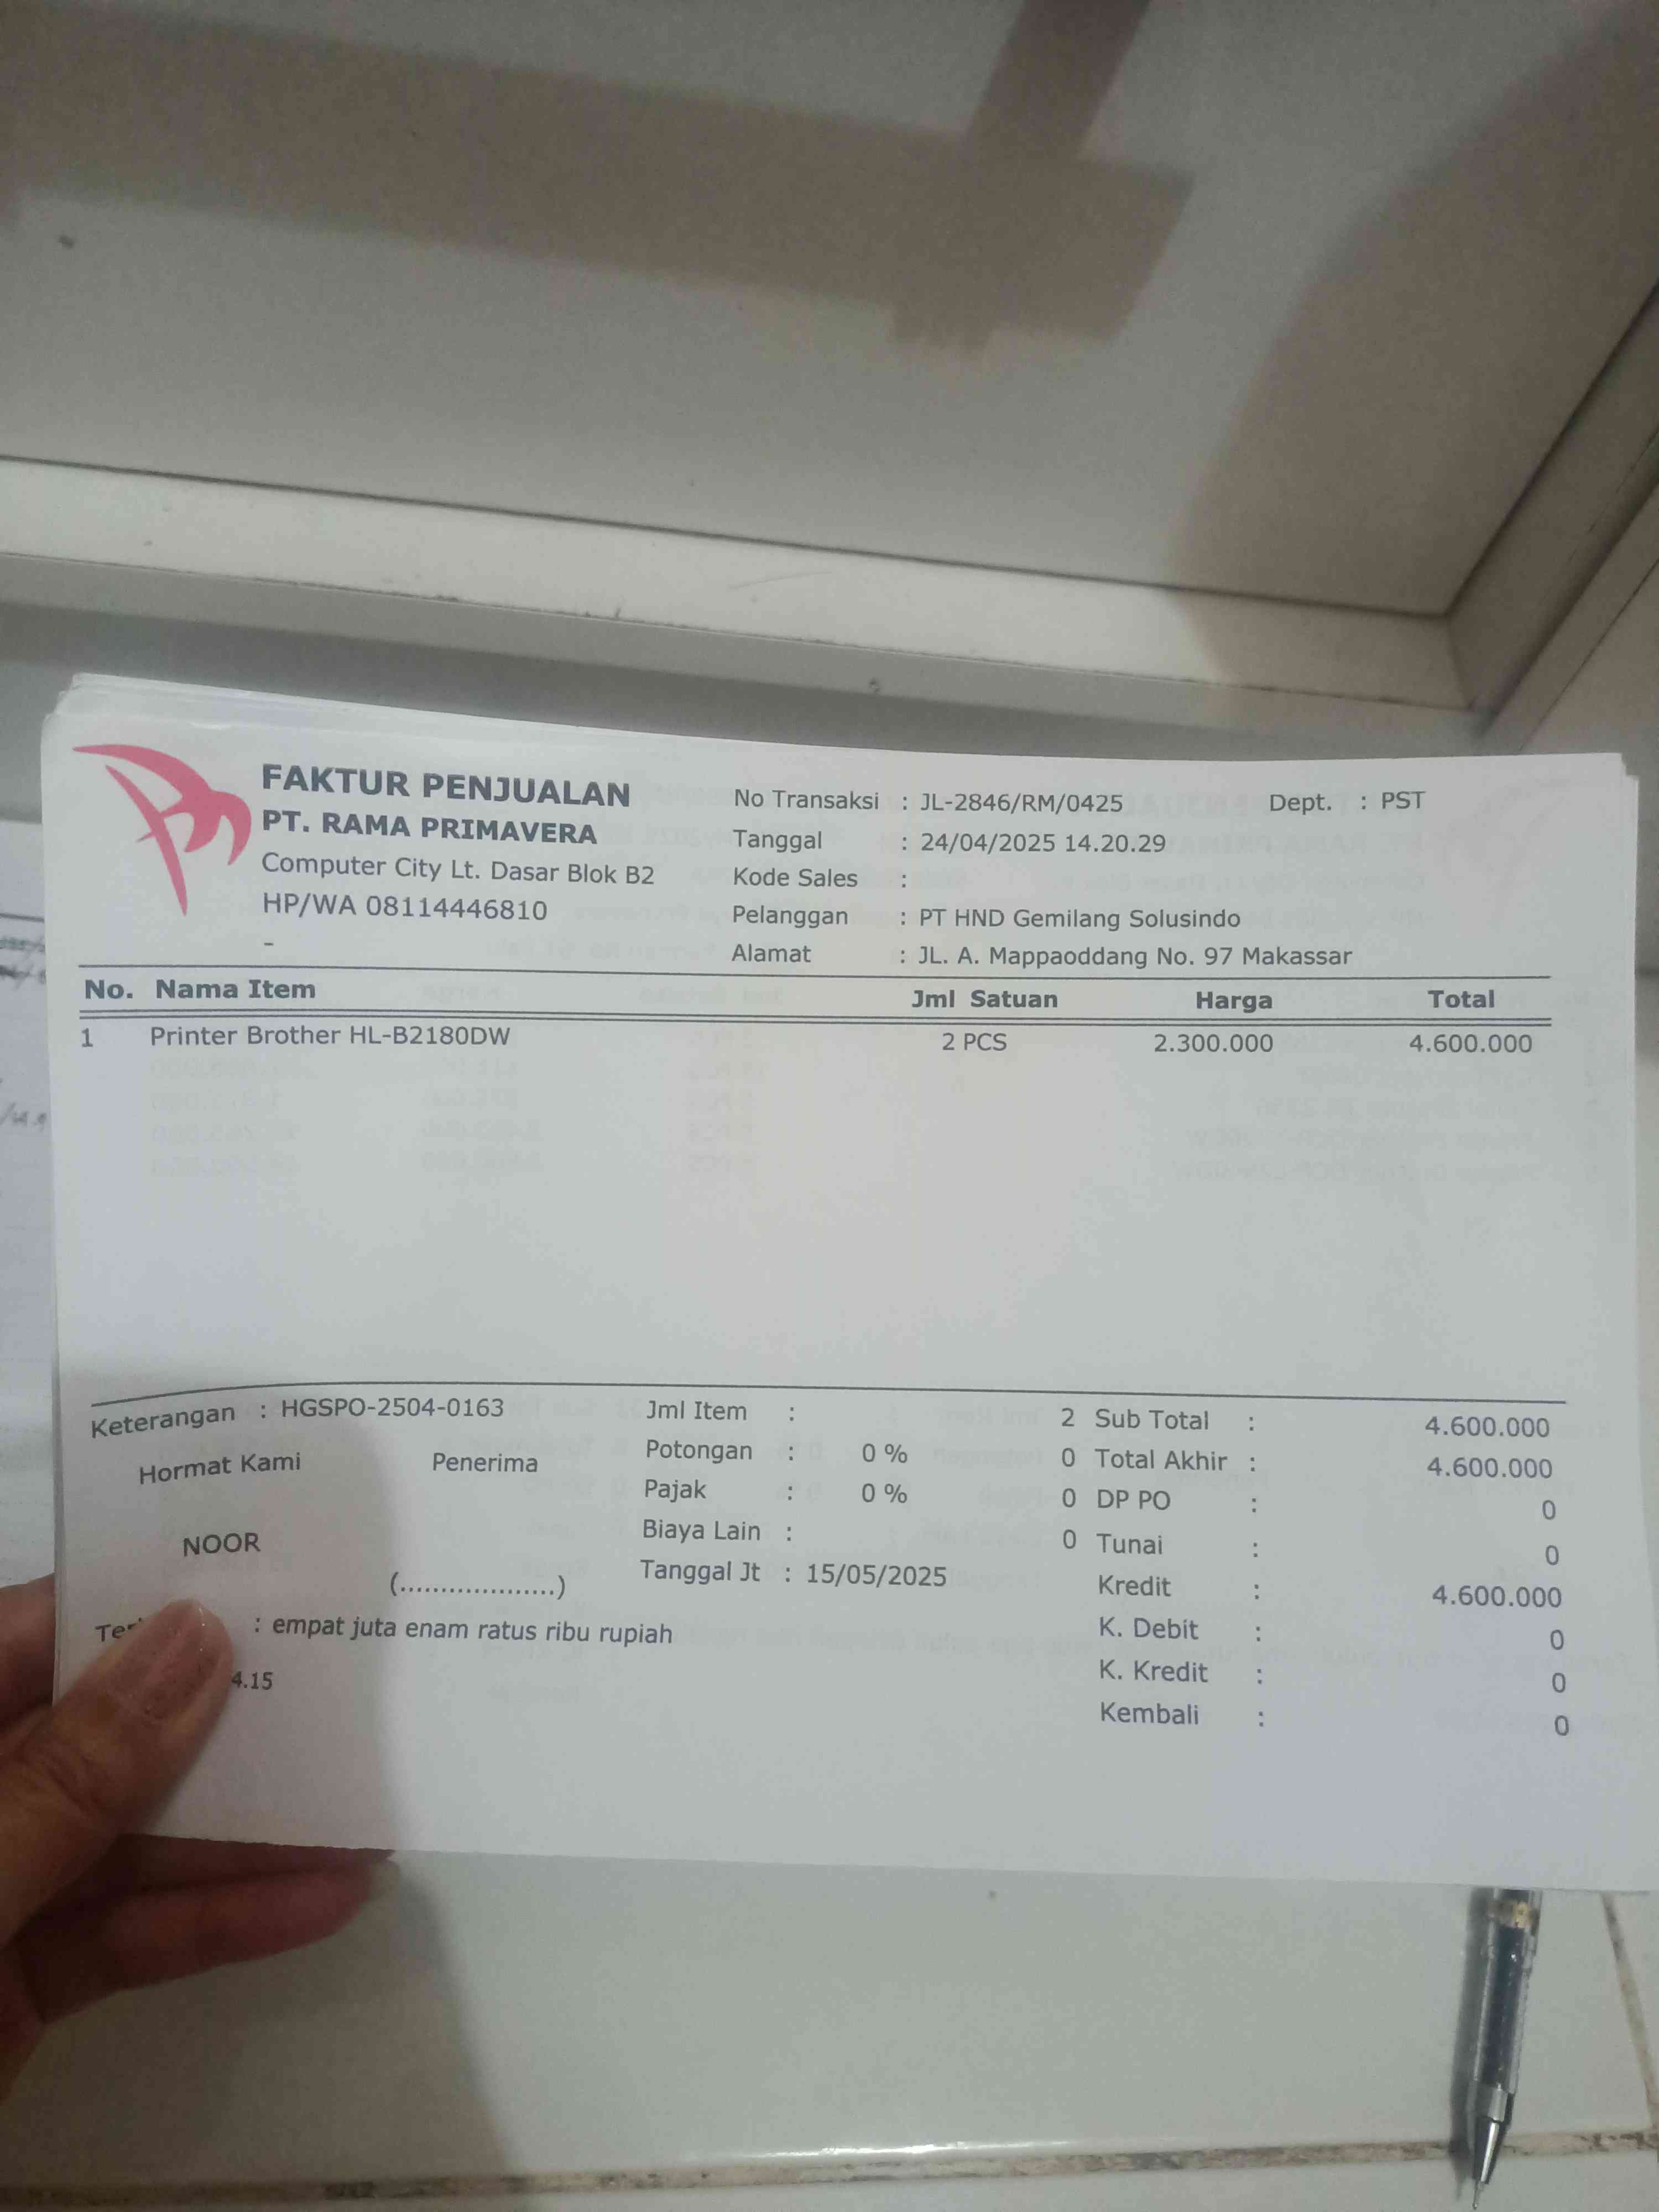 FAKTUR PENJUALAN
PT. RAMA PRIMAVERA
Computer City Lt. Dasar Blok B2
HP/WA 08114446810
-
No Transaksi : JL-2846/RM/0425 Dept. : PST
Tanggal : 24/04/2025 14.20.29
Kode Sales :
Pelanggan : PT HND Gemilang Solusindo
Alamat : JL. A. Mappaoddang No. 97 Makassar
No. Nama Item Jml Satuan Harga Total
1 Printer Brother HL-B2180DW 2 PCS 2.300.000 4.600.000
Keterangan : HGSPO-2504-0163
Hormat Kami Penerima
NOOR
(...................)
Jml Item : 2
Potongan : 0 % 0
Pajak : 0 % 0
Biaya Lain : 0
Tanggal Jt : 15/05/2025
Sub Total : 4.600.000
Total Akhir : 4.600.000
DP PO : 0
Tunai : 0
Kredit : 4.600.000
K. Debit : 0
K. Kredit : 0
Kembali : 0
: empat juta enam ratus ribu rupiah
4.15